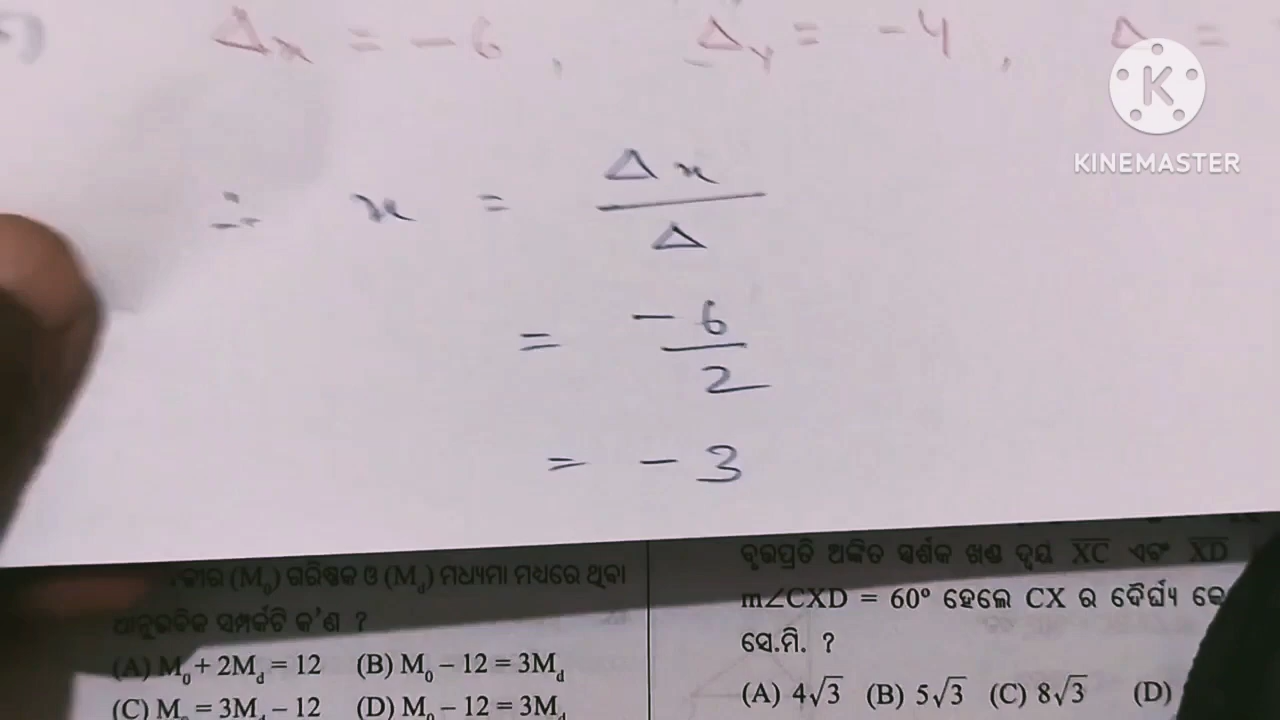 Δx = - 6 , Δy = - 4 , Δ =
K
KINEMASTER
∴ x = Δx / Δ
= - 6 / 2
= - 3
(M₀) ଗରିଷ୍ଠକ ଓ (M_d) ମଧ୍ୟମା ମଧ୍ୟରେ ଥିବା
ଆନୁଭବିକ ସମ୍ପର୍କଟି କ'ଣ ?
(A) M₀ + 2M_d = 12 (B) M₀ – 12 = 3M_d
(C) M₀ = 3M_d – 12 (D) M₀ – 12 = 3M_d
ବୃତ୍ତପ୍ରତି ଅଙ୍କିତ ସ୍ପର୍ଶକ ଖଣ୍ଡ ଦ୍ୱୟ X̅C̅ ଏବଂ X̅D̅
m∠CXD = 60° ହେଲେ CX ର ଦୈର୍ଘ୍ୟ କେ
ସେ.ମି. ?
(A) 4√3 (B) 5√3 (C) 8√3 (D)